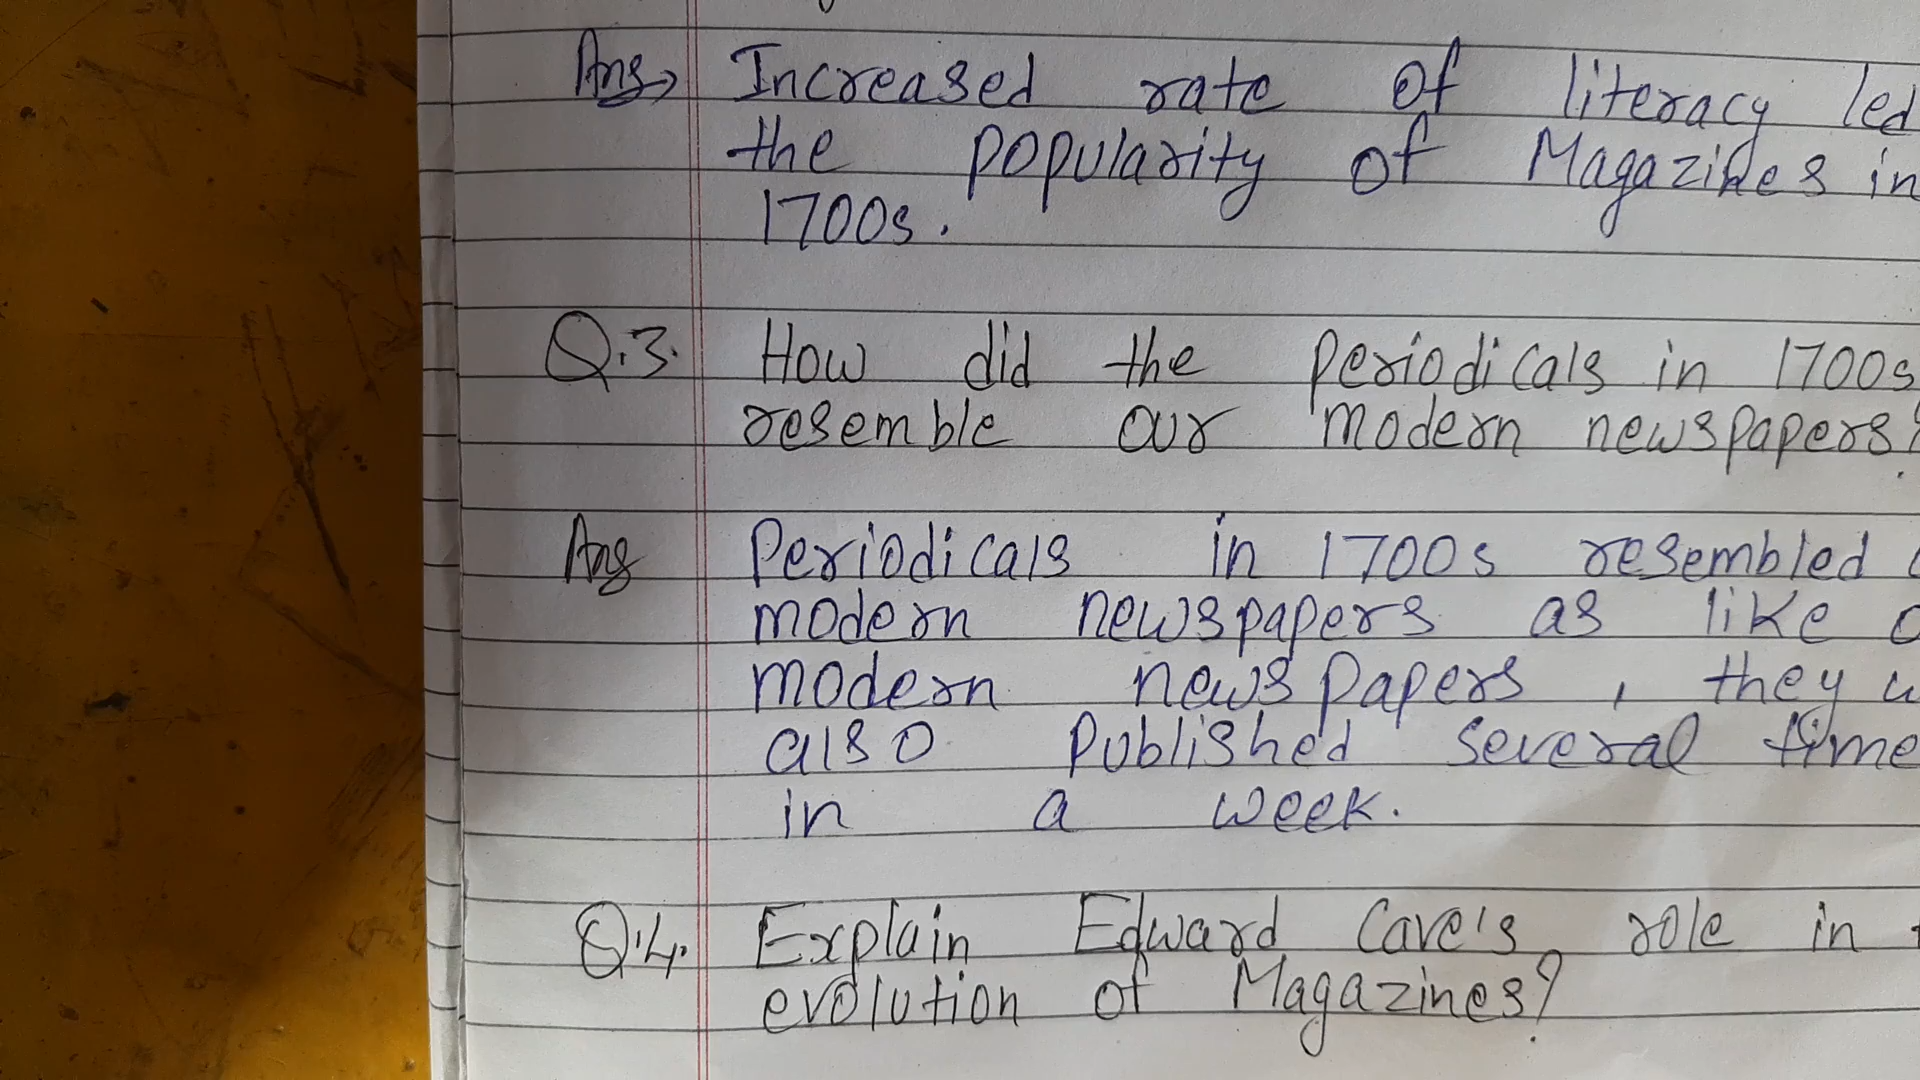 Ans→ Increased rate of literacy led
the popularity of Magazines in
1700s.
Q.3. How did the periodicals in 1700s
resemble our modern newspapers?
Ans Periodicals in 1700s resembled
modern newspapers as like
modern newspapers, they
also published several time
in a week.
Q.4. Explain Edward Cave's role in
evolution of Magazines?